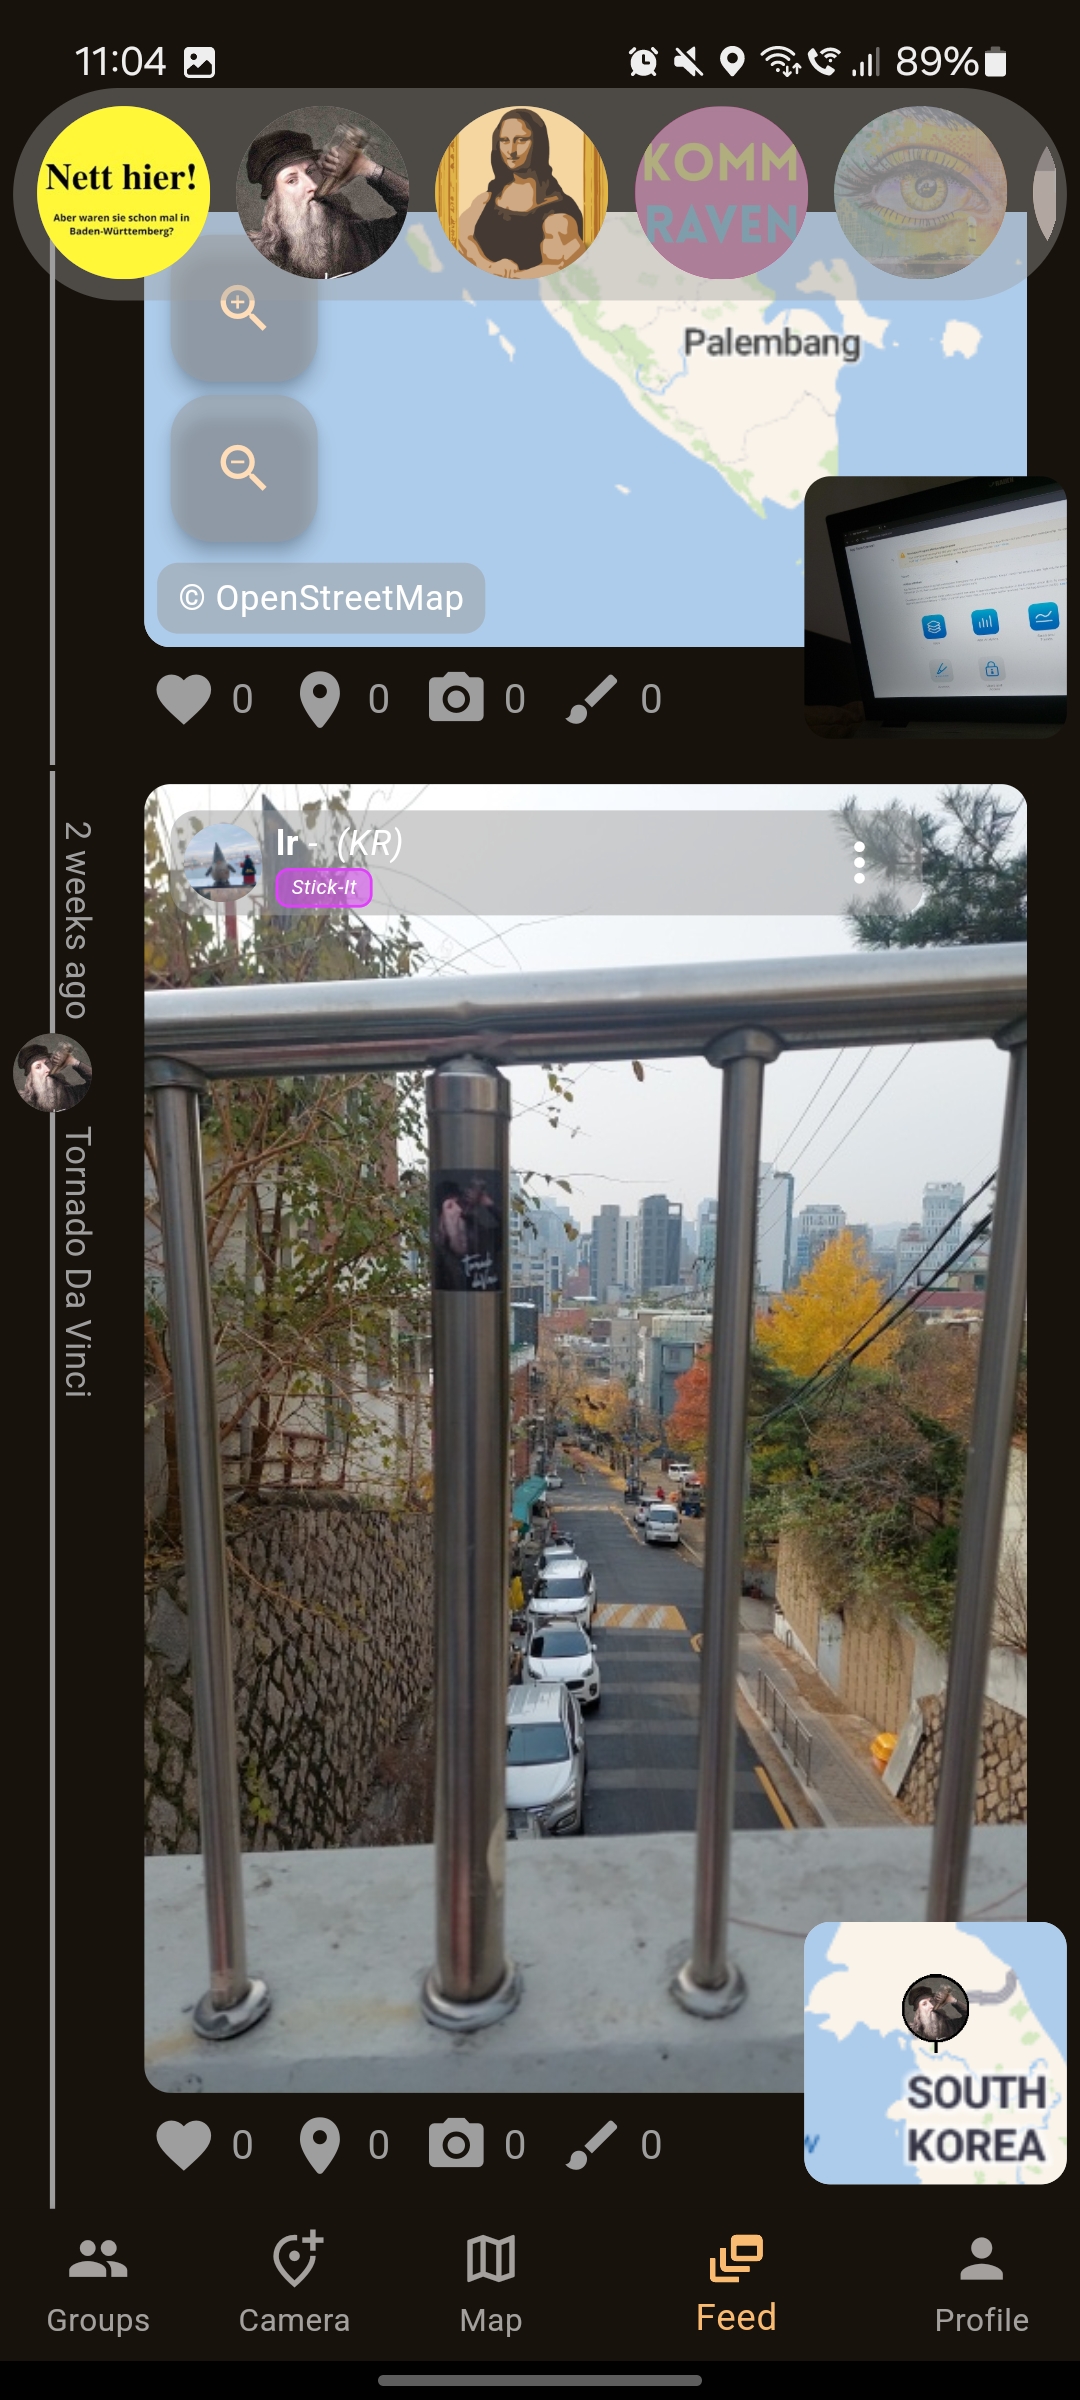 11:04
89%
Nett hier!
Aber waren sie schon mal in
Baden-Württemberg?
KOMM
RAVEN
Palembang
© OpenStreetMap
0 0 0 0
2 weeks ago
Tornado Da Vinci
Ir - (KR)
Stick-It
SOUTH
KOREA
0 0 0 0
Groups Camera Map Feed Profile